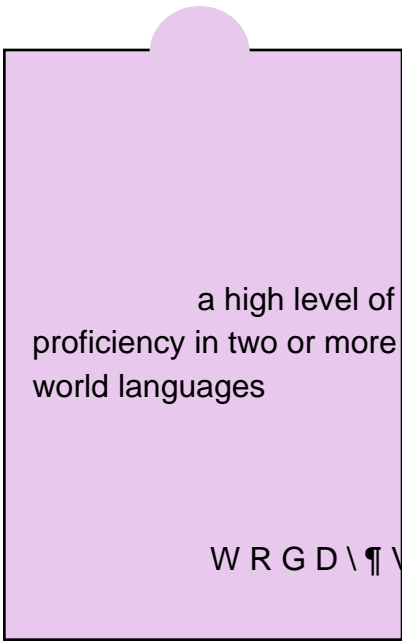 a high level of
proficiency in two or more
world languages
W R G D \ ¶